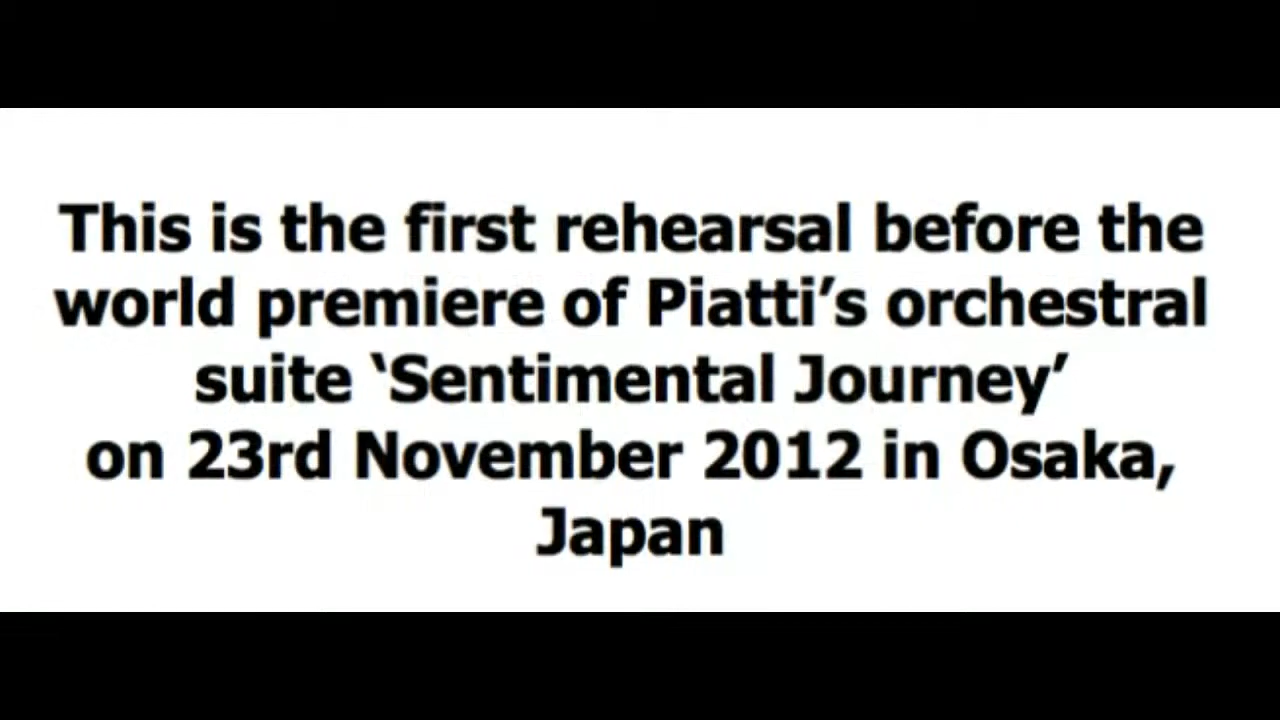 This is the first rehearsal before the
world premiere of Piatti’s orchestral
suite ‘Sentimental Journey’
on 23rd November 2012 in Osaka,
Japan